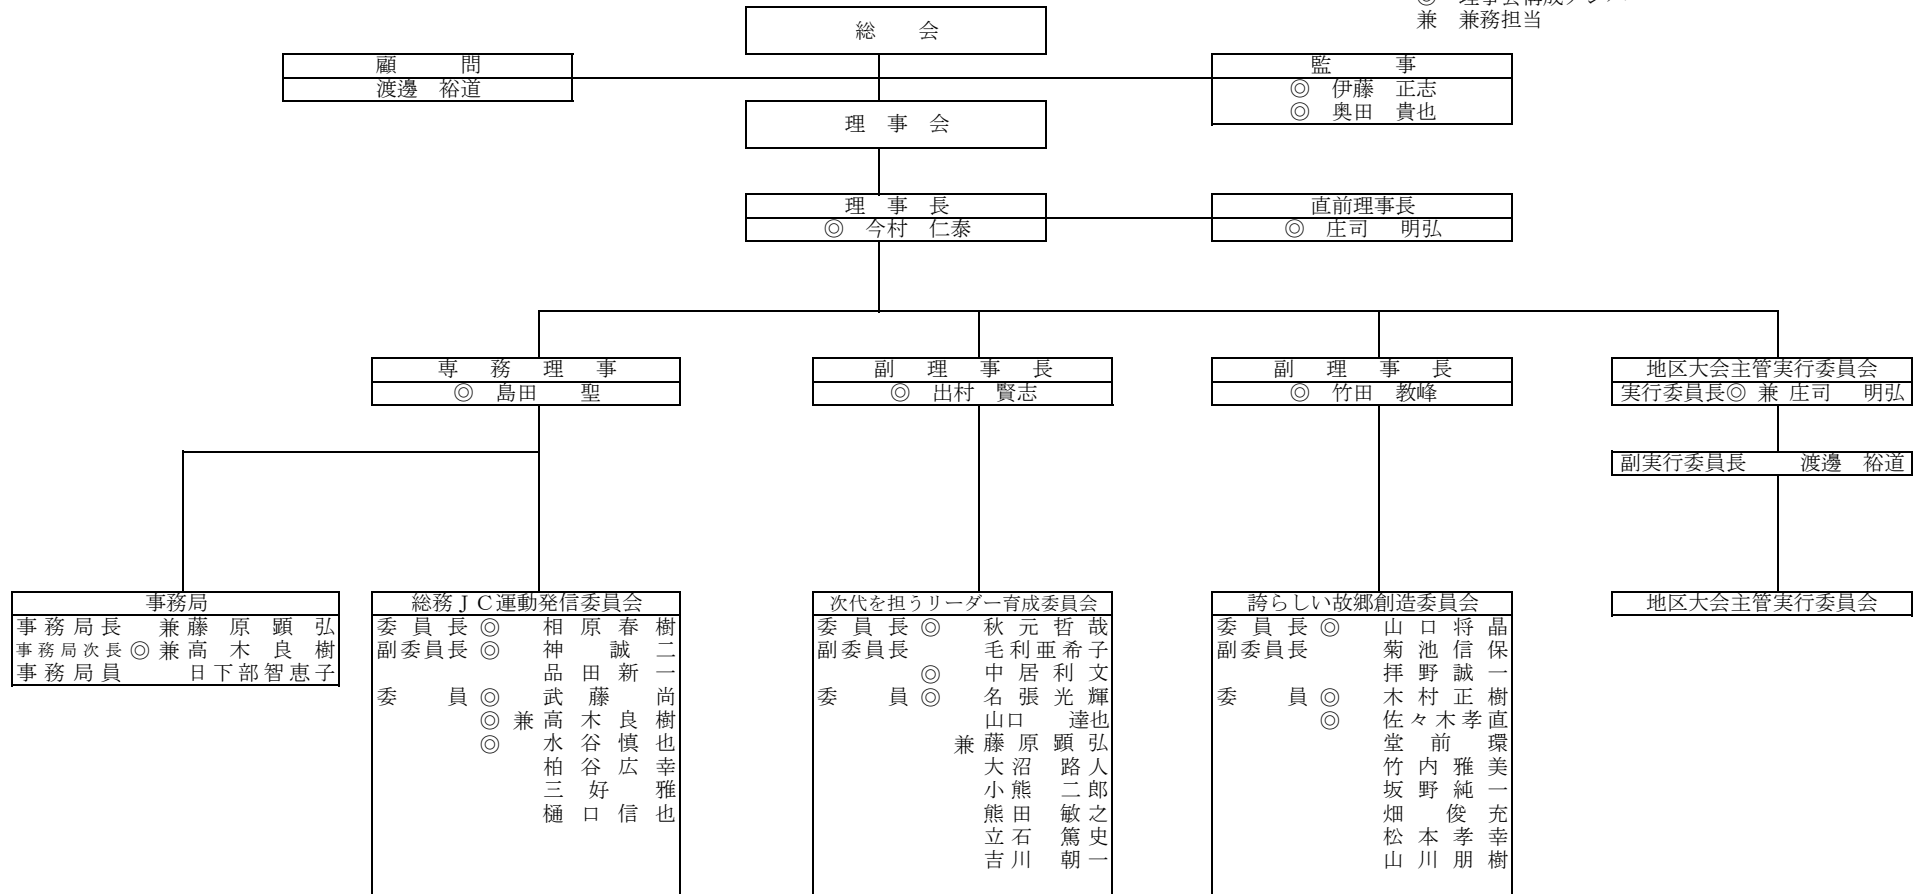 兼　兼務担当
総　会
顧　問
渡邊　裕道
監　事
◎　伊藤　正志
◎　奥田　貴也
理　事　会
理　事　長
◎　今村　仁泰
直前理事長
◎　庄司　明弘
専　務　理　事
◎　島田　聖
副　理　事　長
◎　出村　賢志
副　理　事　長
◎　竹田　教峰
地区大会主管実行委員会
実行委員長◎ 兼 庄司　明弘
副実行委員長　渡邊　裕道
事務局
事務局長　兼藤原顕弘
事務局次長◎兼高木良樹
事務局員　日下部智恵子
総務ＪＣ運動発信委員会
委員長◎　相原春樹
副委員長◎　神　誠二
品田新一
委　員◎　武藤　尚
◎兼高木良樹
◎　水谷慎也
柏谷広幸
三好　雅
樋口信也
次代を担うリーダー育成委員会
委員長◎　秋元哲哉
副委員長　毛利亜希子
◎　中居利文
委　員◎　名張光輝
山口　達也
兼藤原顕弘
大沼　路人
小熊　二郎
熊田　敏之
立石　篤史
吉川　朝一
誇らしい故郷創造委員会
委員長◎　山口将晶
副委員長　菊池信保
拝野誠一
委　員◎　木村正樹
◎　佐々木孝直
堂前　環
竹内雅美
坂野純一
畑　俊充
松本孝幸
山川朋樹
地区大会主管実行委員会